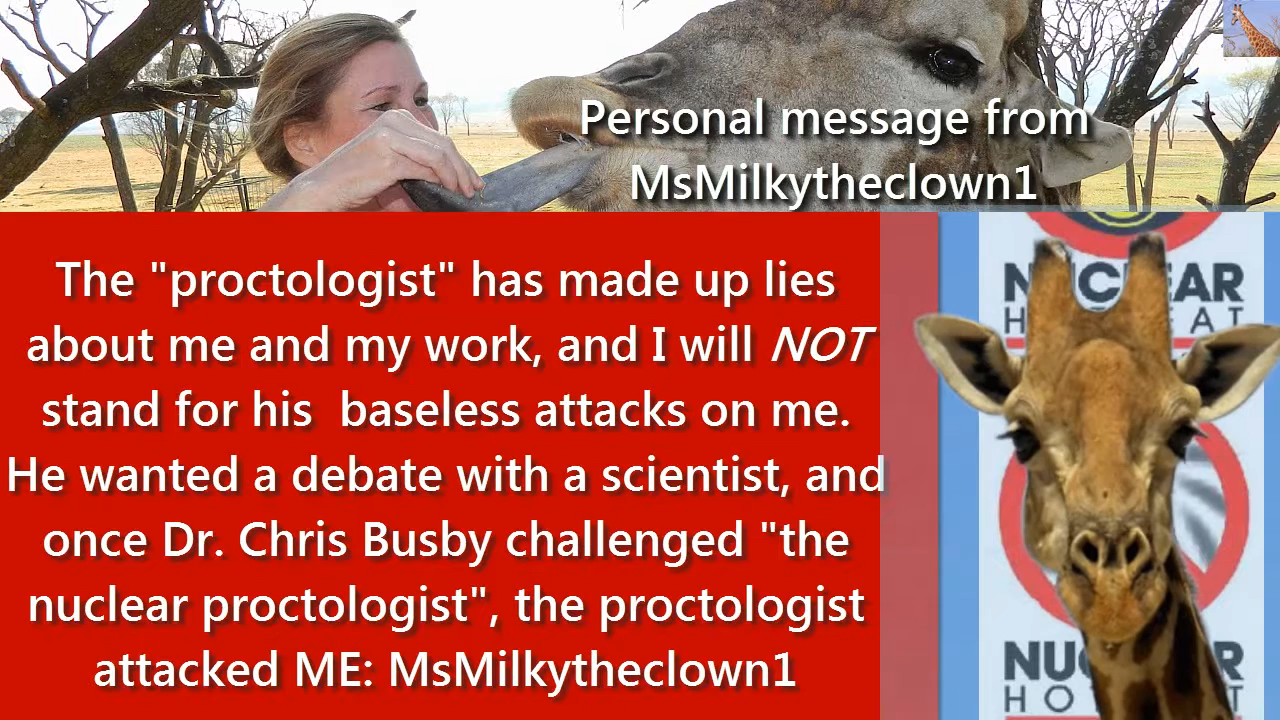 Personal message from
MsMilkytheclown1
The "proctologist" has made up lies
about me and my work, and I will NOT
stand for his  baseless attacks on me.
He wanted a debate with a scientist, and
once Dr. Chris Busby challenged "the
nuclear proctologist", the proctologist
attacked ME: MsMilkytheclown1